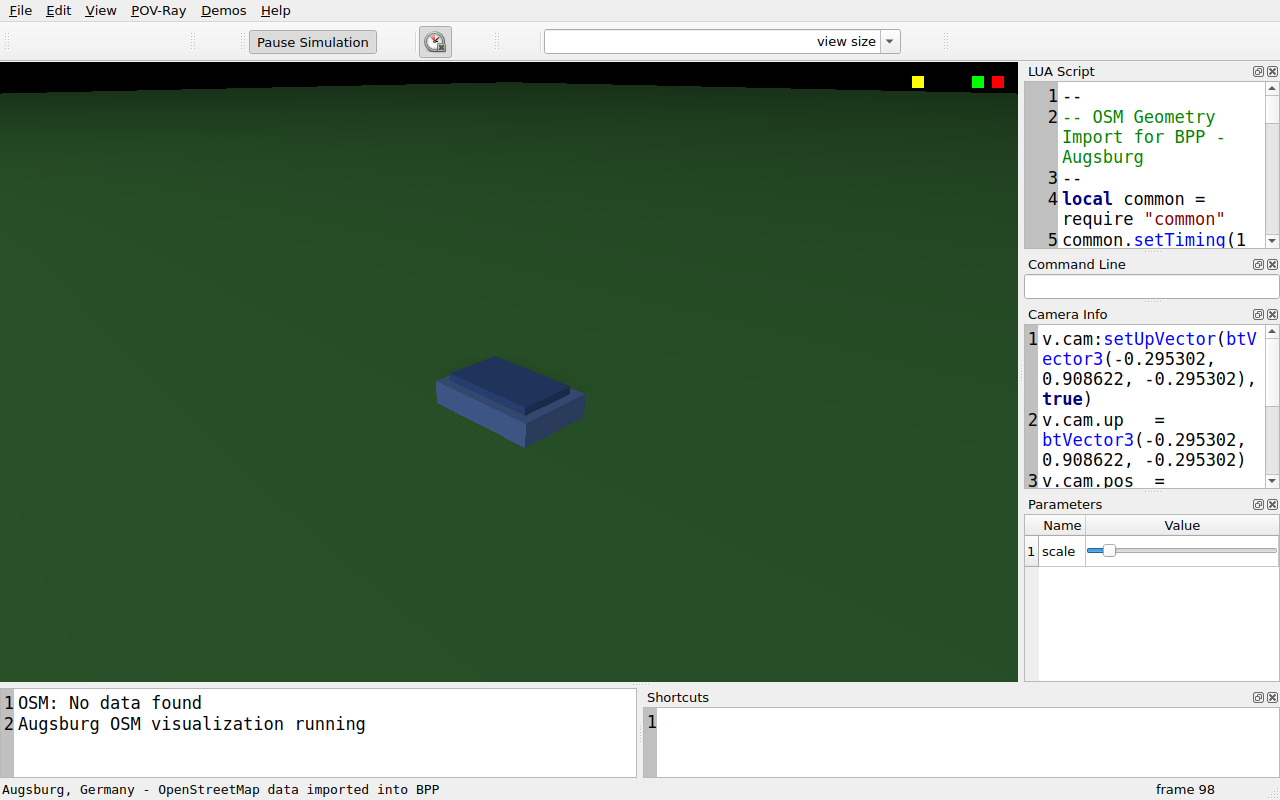 File Edit View POV-Ray Demos Help
Pause Simulation
view size
LUA Script
1 --
2 -- OSM Geometry
Import for BPP -
Augsburg
3 --
4 local common =
require "common"
5 common.setTiming(1
Command Line
Camera Info
1 v.cam:setUpVector(btV
ector3(-0.295302,
0.908622, -0.295302),
true)
2 v.cam.up   =
btVector3(-0.295302,
0.908622, -0.295302)
3 v.cam.pos  =
Parameters
Name Value
1 scale
1 OSM: No data found
2 Augsburg OSM visualization running
Shortcuts
1
Augsburg, Germany - OpenStreetMap data imported into BPP
frame 98